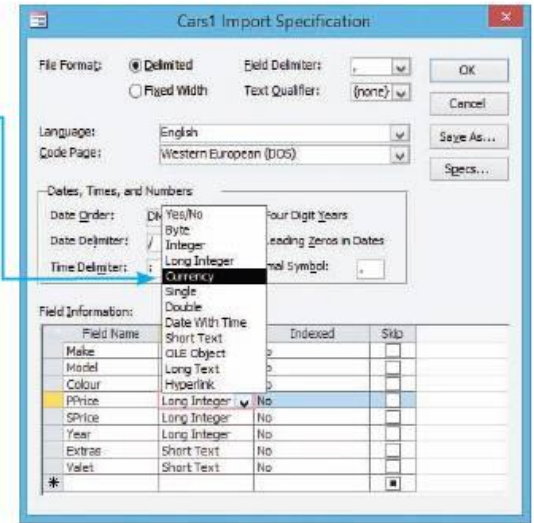 Cars1 Import Specification
File Format: Delimited Field Delimiter: , OK
Fixed Width Text Qualifier: {none} Cancel
Language: English Save As...
Code Page: Western European (DOS) Specs...
Dates, Times, and Numbers
Date Order: DM Four Digit Years
Date Delimiter: / Leading Zeros in Dates
Time Delimiter: : mal Symbol: .
Yes/No
Byte
Integer
Long Integer
Currency
Single
Double
Date With Time
Short Text
OLE Object
Long Text
Hyperlink
Field Information:
Field Name Indexed Skip
Make
Model
Colour
PPrice Long Integer No
SPrice Long Integer No
Year Long Integer No
Extras Short Text No
Valet Short Text No
*